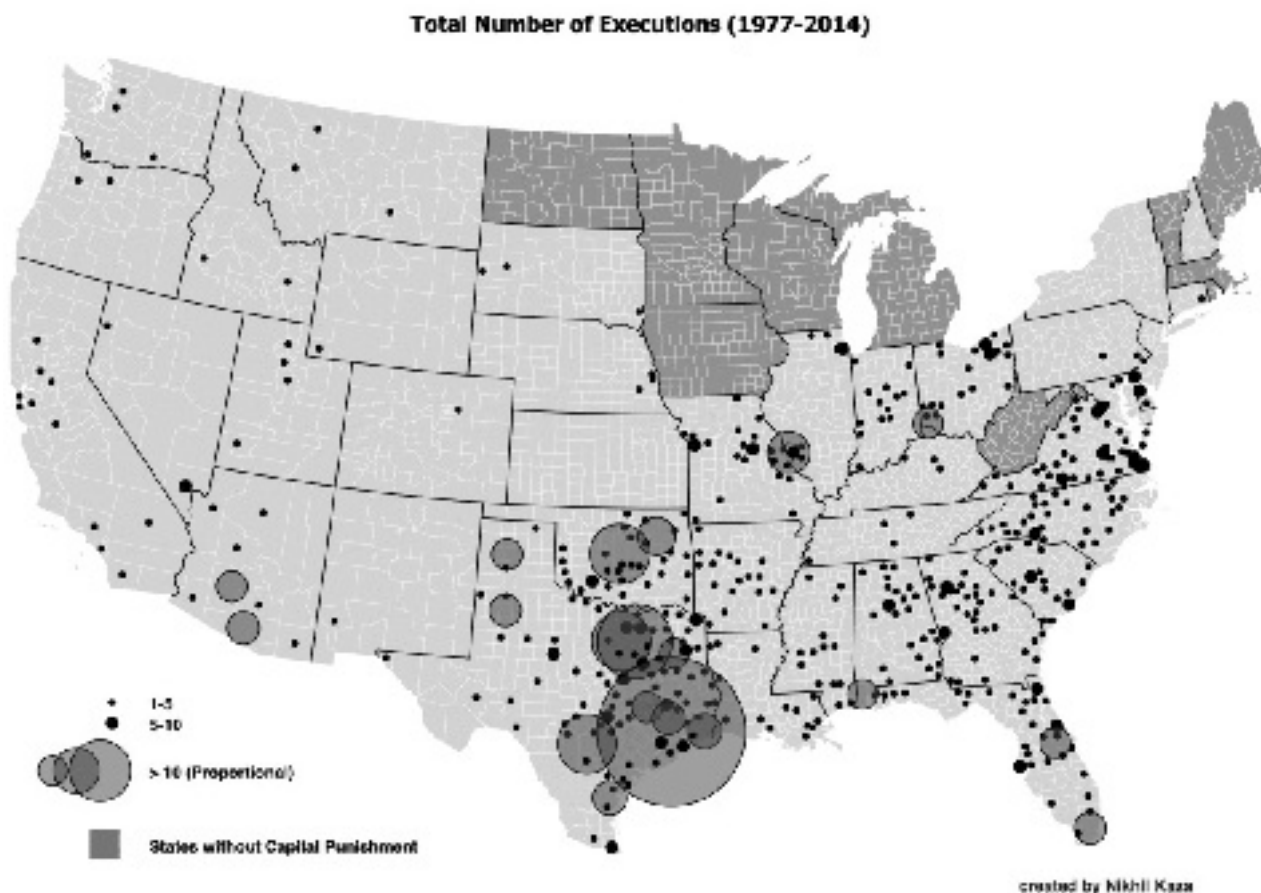 Total Number of Executions (1977-2014)
1-5
5-10
> 10 (Proportional)
States without Capital Punishment
created by Nikhil Kaza